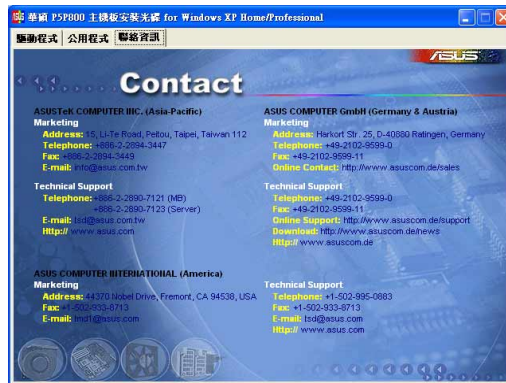 華碩 P5P800 主機板安裝光碟 for Windows XP Home/Professional
驅動程式 公用程式 聯絡資訊
ASUS
Contact
ASUSTeK COMPUTER INC. (Asia-Pacific)
Marketing
Address: 15, Li-Te Road, Peitou, Taipei, Taiwan 112
Telephone: +886-2-2894-3447
Fax: +886-2-2894-3449
E-mail: info@asus.com.tw
Technical Support
Telephone: +886-2-2890-7121 (MB)
+886-2-2890-7123 (Server)
E-mail: tsd@asus.com.tw
Http:// www.asus.com
ASUS COMPUTER INTERNATIONAL (America)
Marketing
Address: 44370 Nobel Drive, Fremont, CA 94538, USA
Fax: +1-502-933-8713
E-mail: tmd1@asus.com
ASUS COMPUTER GmbH (Germany & Austria)
Marketing
Address: Harkort Str. 25, D-40880 Ratingen, Germany
Telephone: +49-2102-9599-0
Fax: +49-2102-9599-11
Online Contact: http://www.asuscom.de/sales
Technical Support
Telephone: +49-2102-9599-0
Fax: +49-2102-9599-11
Online Support: http://www.asuscom.de/support
Download: http://www.asuscom.de/news
Http:// www.asuscom.de
Technical Support
Telephone: +1-502-995-0883
Fax: +1-502-933-8713
E-mail: tsd@asus.com
Http:// www.asus.com